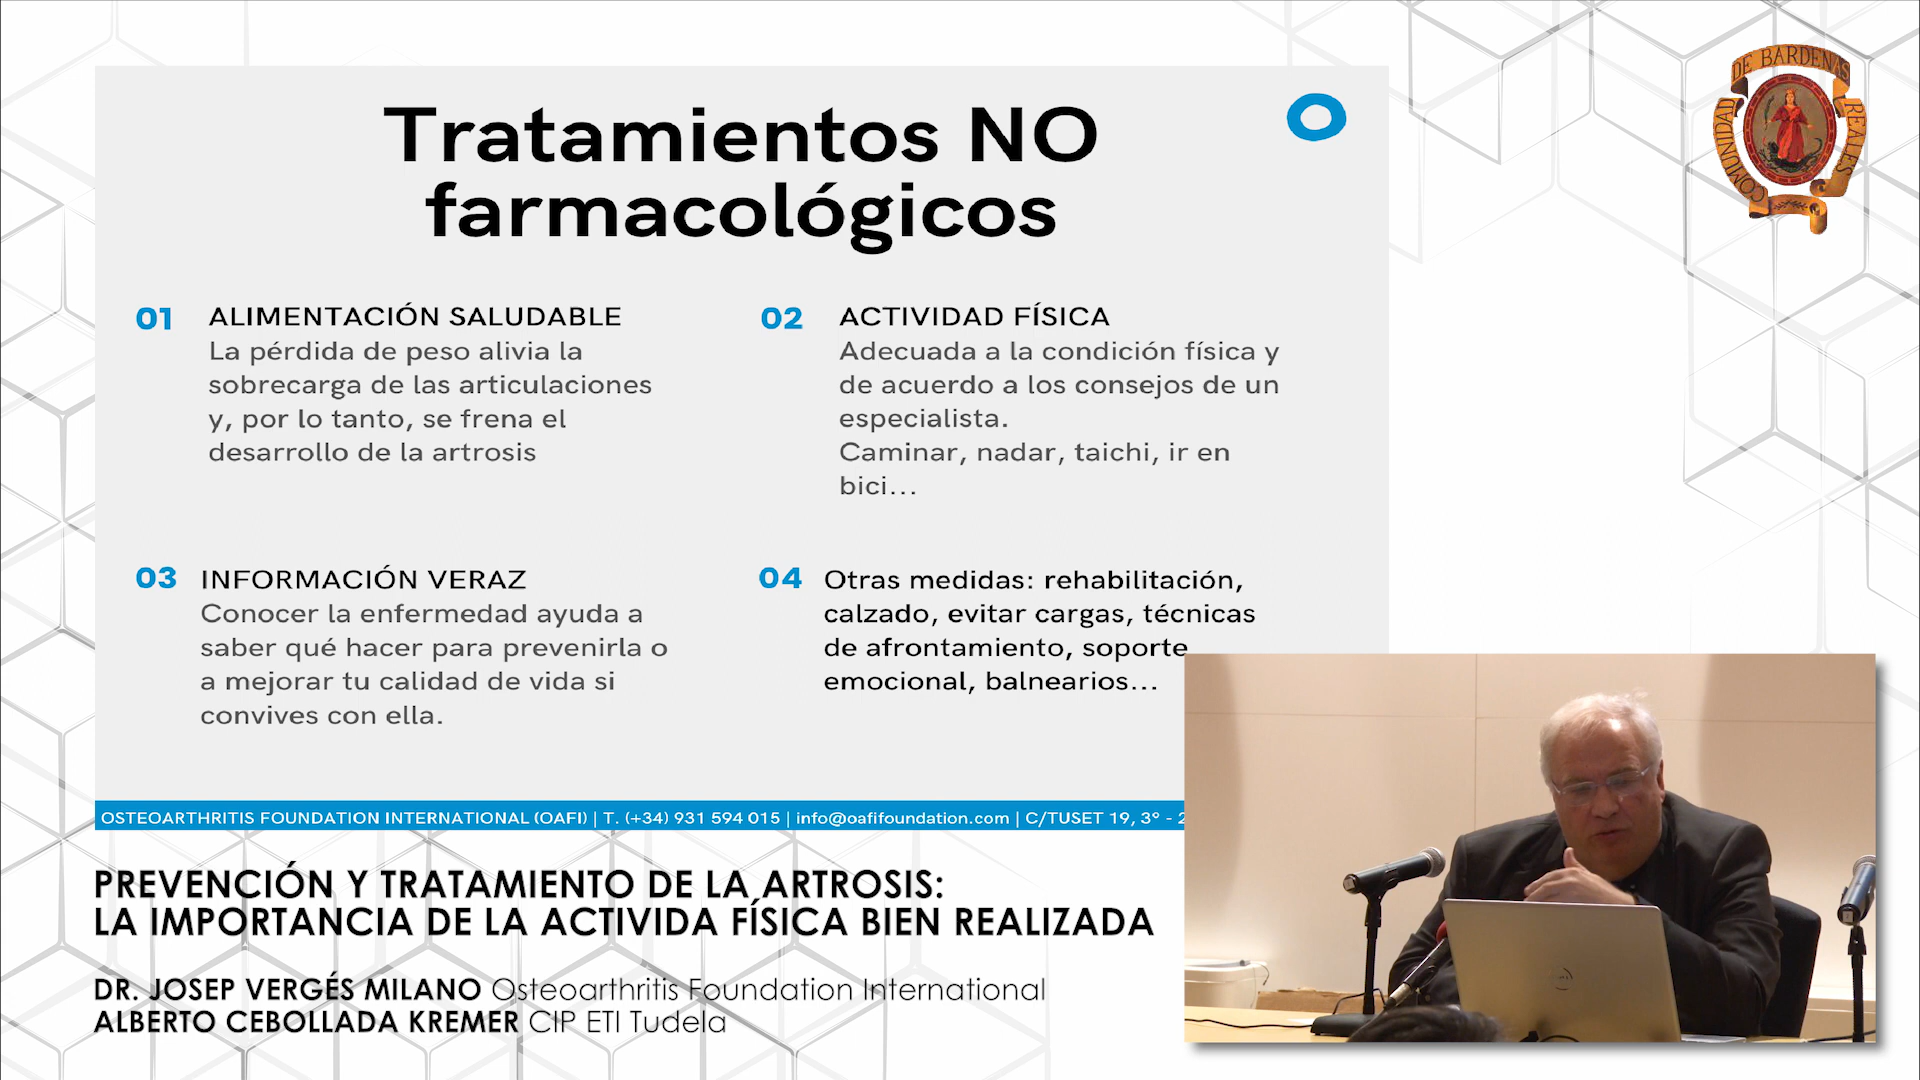 Tratamientos NO
farmacológicos
01 ALIMENTACIÓN SALUDABLE
La pérdida de peso alivia la
sobrecarga de las articulaciones
y, por lo tanto, se frena el
desarrollo de la artrosis
02 ACTIVIDAD FÍSICA
Adecuada a la condición física y
de acuerdo a los consejos de un
especialista.
Caminar, nadar, taichi, ir en
bici...
03 INFORMACIÓN VERAZ
Conocer la enfermedad ayuda a
saber qué hacer para prevenirla o
a mejorar tu calidad de vida si
convives con ella.
04 Otras medidas: rehabilitación,
calzado, evitar cargas, técnicas
de afrontamiento, soporte
emocional, balnearios...
OSTEOARTHRITIS FOUNDATION INTERNATIONAL (OAFI) | T. (+34) 931 594 015 | info@oafifoundation.com | C/TUSET 19, 3º - 2
COMUNIDAD DE BARDENAS REALES
PREVENCIÓN Y TRATAMIENTO DE LA ARTROSIS:
LA IMPORTANCIA DE LA ACTIVIDA FÍSICA BIEN REALIZADA
DR. JOSEP VERGÉS MILANO Osteoarthritis Foundation International
ALBERTO CEBOLLADA KREMER CIP ETI Tudela